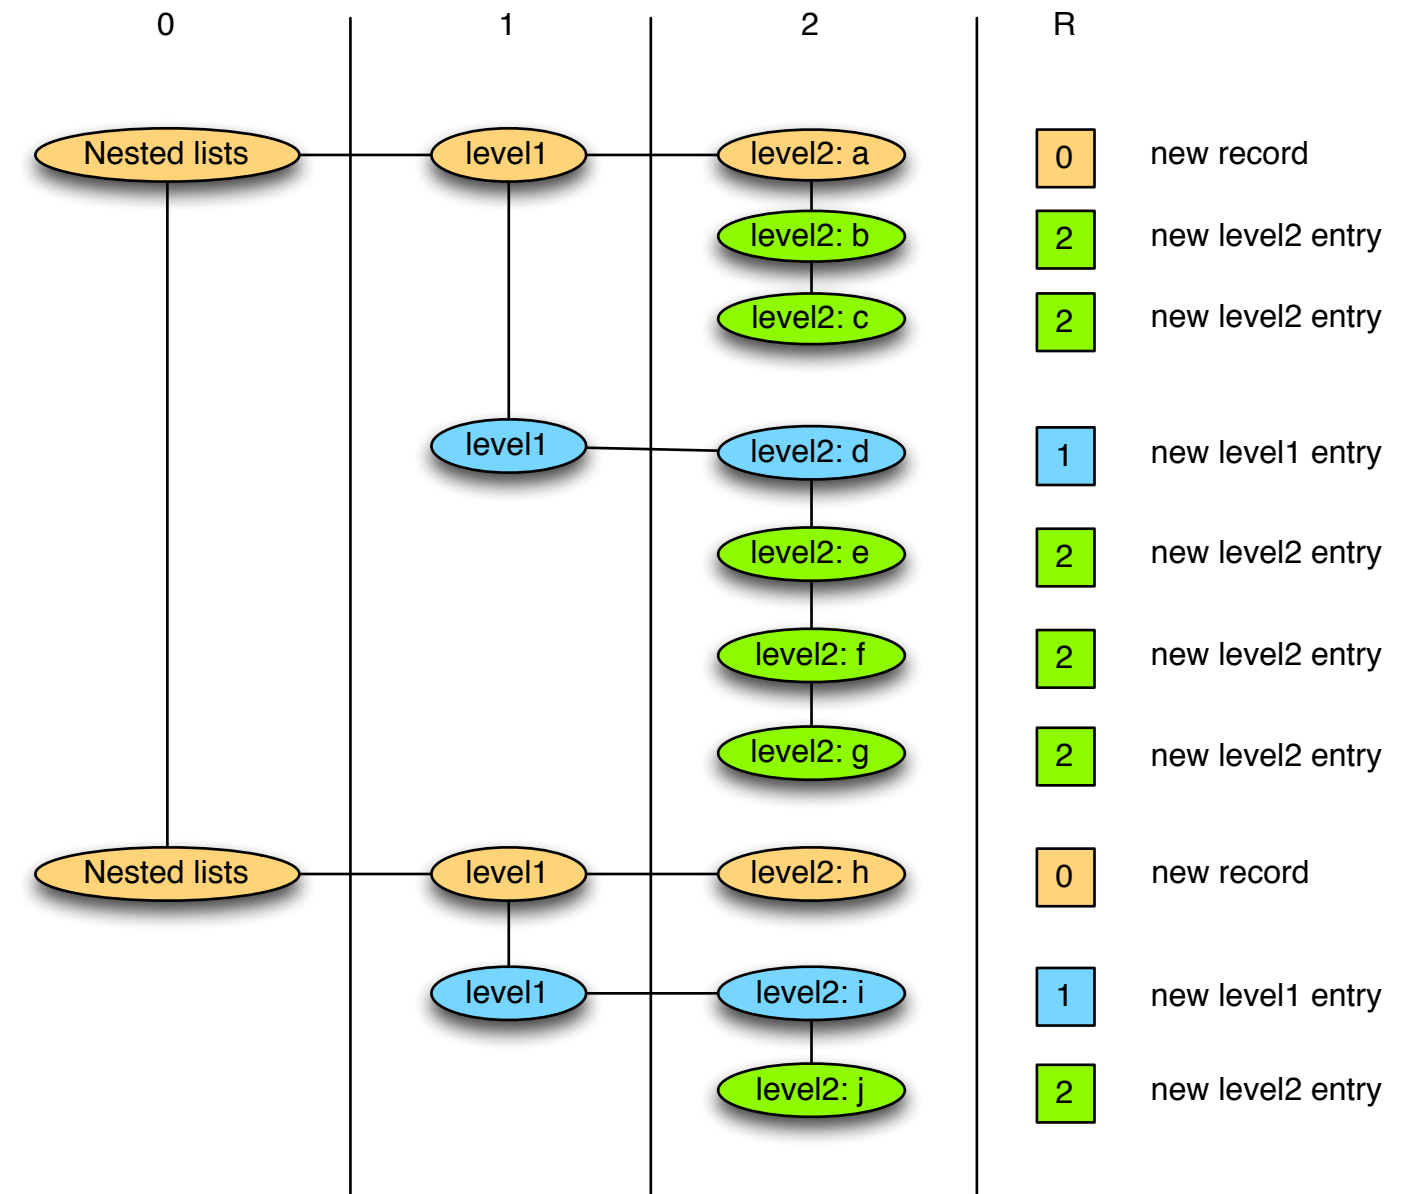 0 1 2 R
Nested lists level1 level2: a 0 new record
level2: b 2 new level2 entry
level2: c 2 new level2 entry
level1 level2: d 1 new level1 entry
level2: e 2 new level2 entry
level2: f 2 new level2 entry
level2: g 2 new level2 entry
Nested lists level1 level2: h 0 new record
level1 level2: i 1 new level1 entry
level2: j 2 new level2 entry